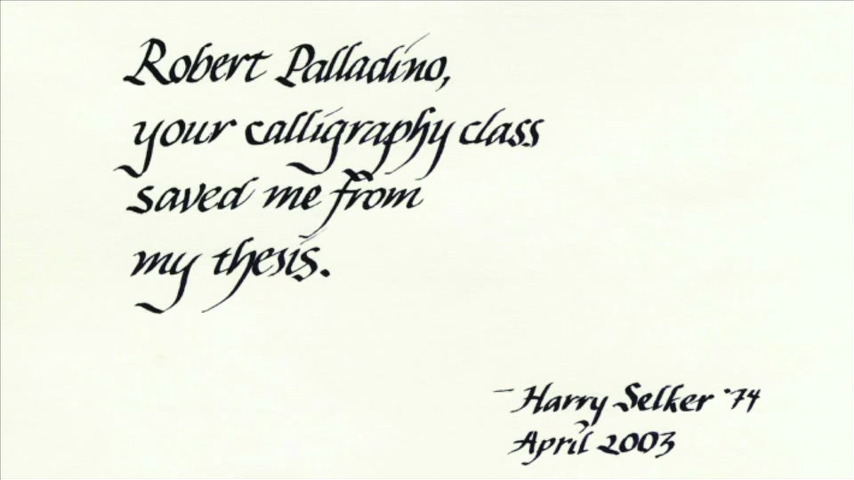 Robert Palladino,
your calligraphy class
saved me from
my thesis.
— Harry Selker '74
April 2003